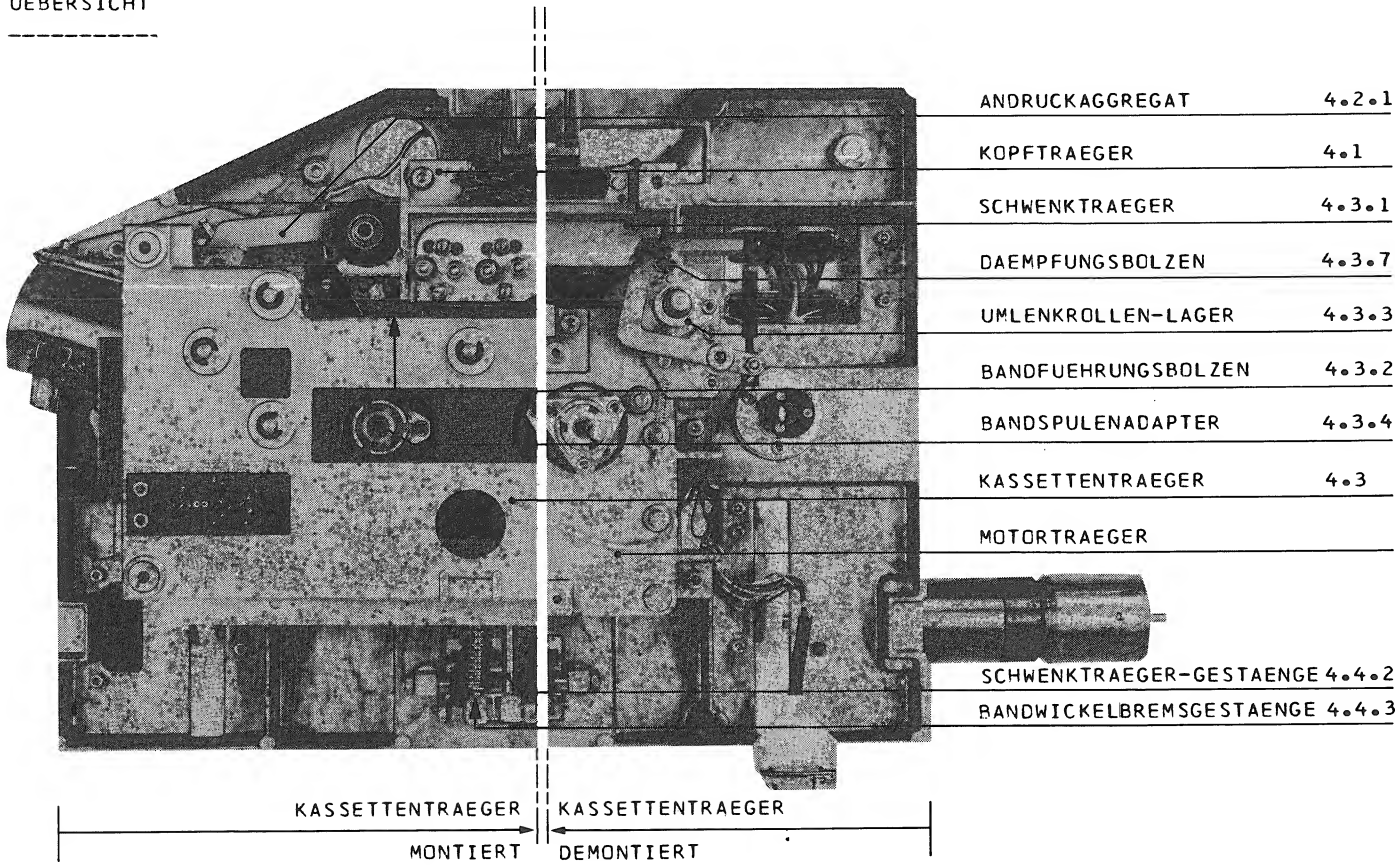 UEBERSICHT
ANDRUCKAGGREGAT 4.2.1
KOPFTRAEGER 4.1
SCHWENKTRAEGER 4.3.1
DAEMPFUNGSBOLZEN 4.3.7
UMLENKROLLEN-LAGER 4.3.3
BANDFUEHRUNGSBOLZEN 4.3.2
BANDSPULENADAPTER 4.3.4
KASSETTENTRAEGER 4.3
MOTORTRAEGER
SCHWENKTRAEGER-GESTAENGE 4.4.2
BANDWICKELBREMSGESTAENGE 4.4.3
KASSETTENTRAEGER KASSETTENTRAEGER
MONTIERT DEMONTIERT